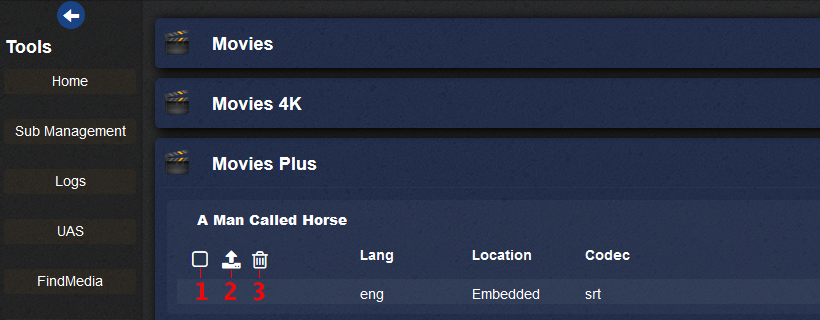 Tools
Home
Sub Management
Logs
UAS
FindMedia
Movies
Movies 4K
Movies Plus
A Man Called Horse
Lang Location Codec
1 2 3
eng Embedded srt